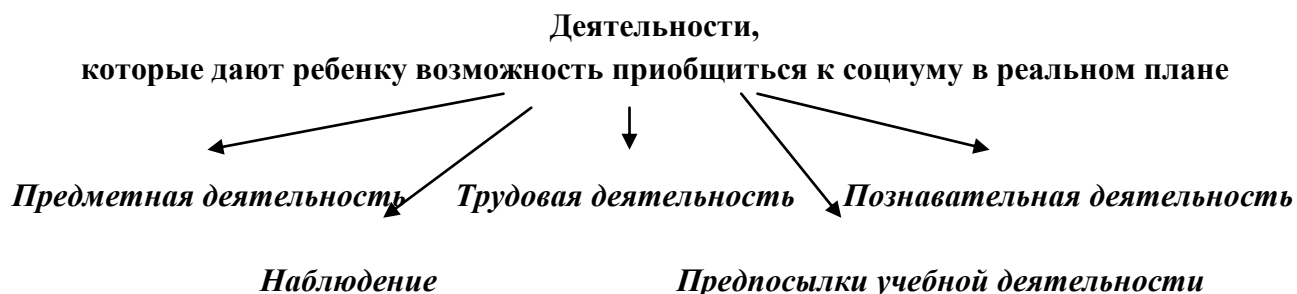 Деятельности,
которые дают ребенку возможность приобщиться к социуму в реальном плане
Предметная деятельность Трудовая деятельность Познавательная деятельность
Наблюдение Предпосылки учебной деятельности